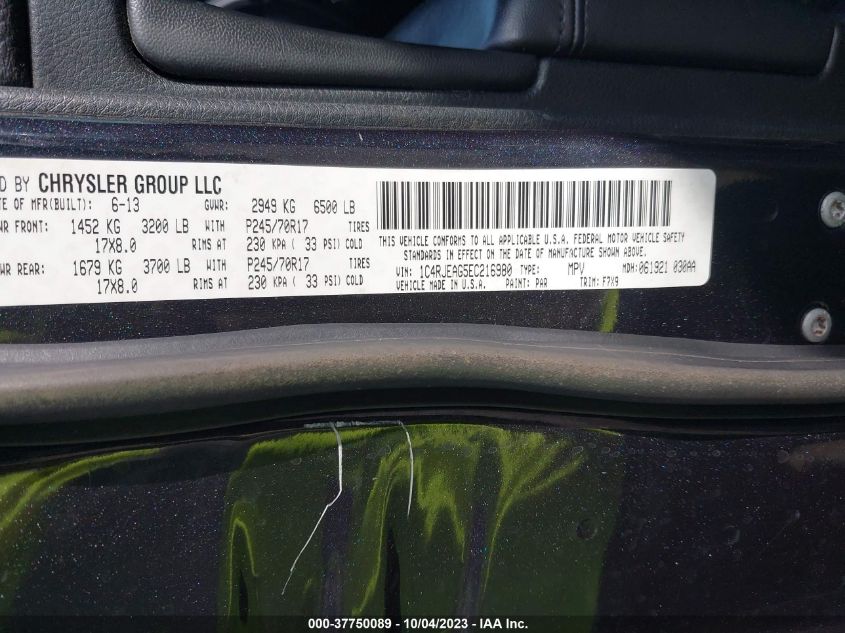 D BY CHRYSLER GROUP LLC
TE OF MFR(BUILT): 6-13 GVWR: 2949 KG 6500 LB
WR FRONT: 1452 KG 3200 LB WITH P245/70R17 TIRES
17X8.0 RIMS AT 230 KPA ( 33 PSI) COLD
WR REAR: 1679 KG 3700 LB WITH P245/70R17 TIRES
17X8.0 RIMS AT 230 KPA ( 33 PSI) COLD
THIS VEHICLE CONFORMS TO ALL APPLICABLE U.S.A. FEDERAL MOTOR VEHICLE SAFETY
STANDARDS IN EFFECT ON THE DATE OF MANUFACTURE SHOWN ABOVE.
VIN: 1C4RJEAG5EC216980 TYPE: MPV MDH: 061921 030AA
VEHICLE MADE IN U.S.A. PAINT: PAR TRIM: F7X9
000-37750089 - 10/04/2023 - IAA Inc.